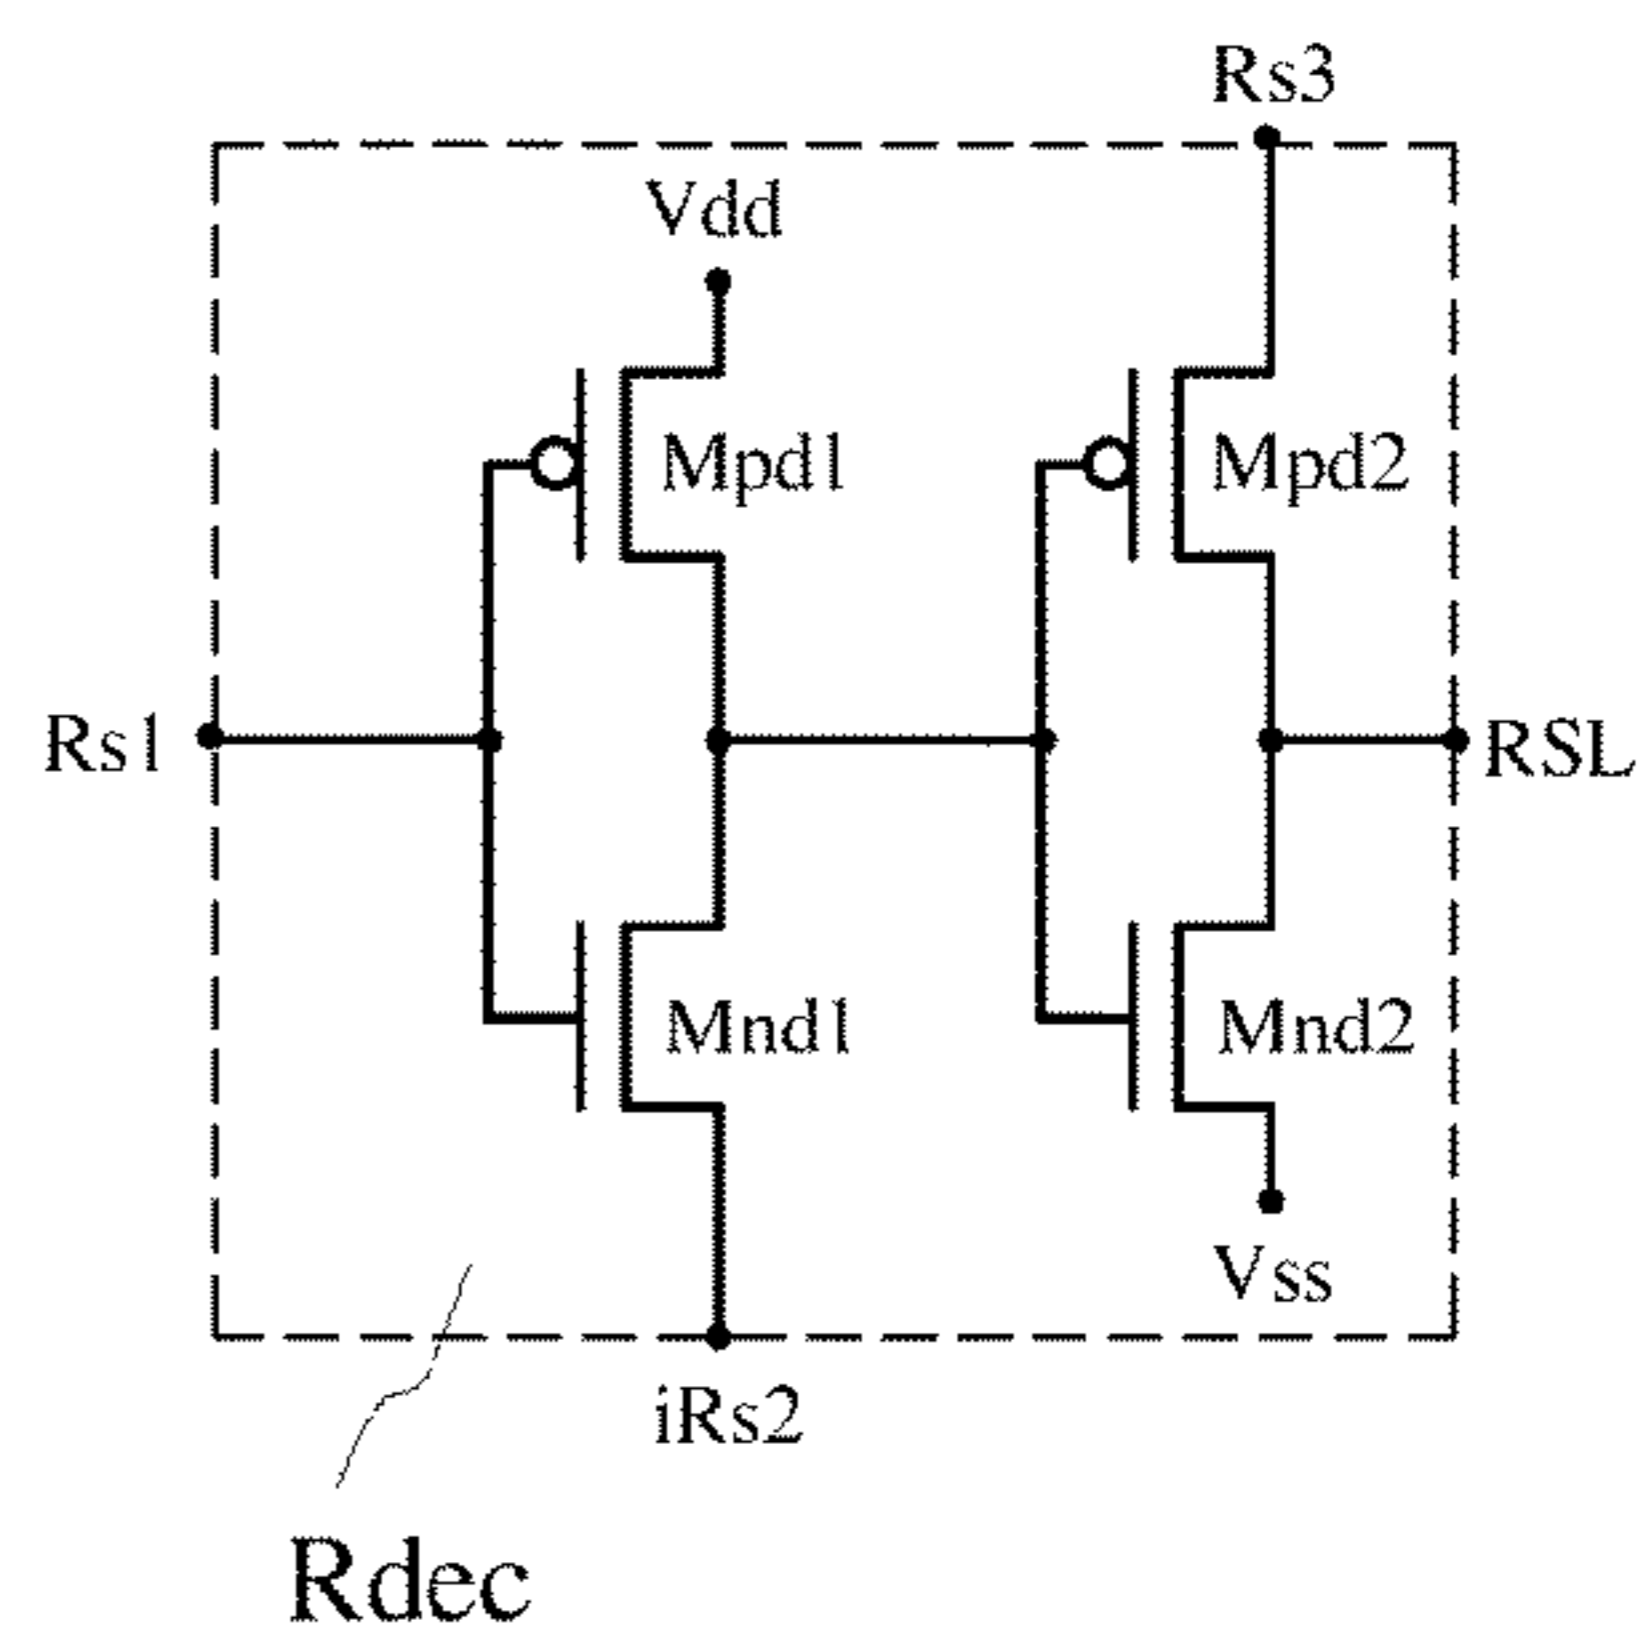 Rs3
Vdd
Mpd1
Mpd2
Rs1
RSL
Mnd1
Mnd2
Vss
iRs2
Rdec